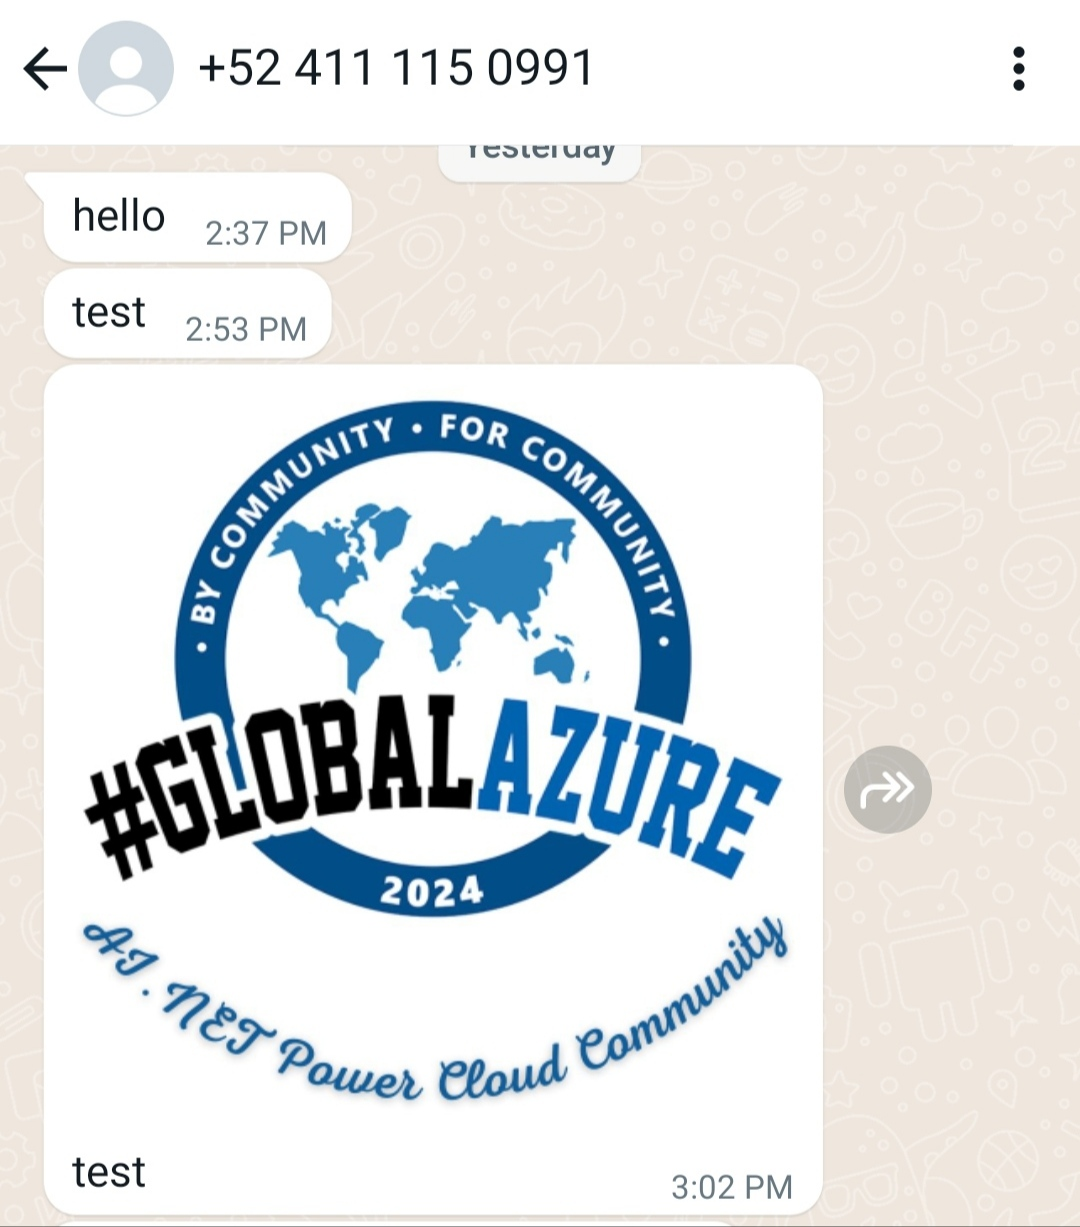 +52 411 115 0991
Yesterday
hello 2:37 PM
test 2:53 PM
• BY COMMUNITY • FOR COMMUNITY •
#GLOBALAZURE
2024
AI . NET Power Cloud Community
test 3:02 PM